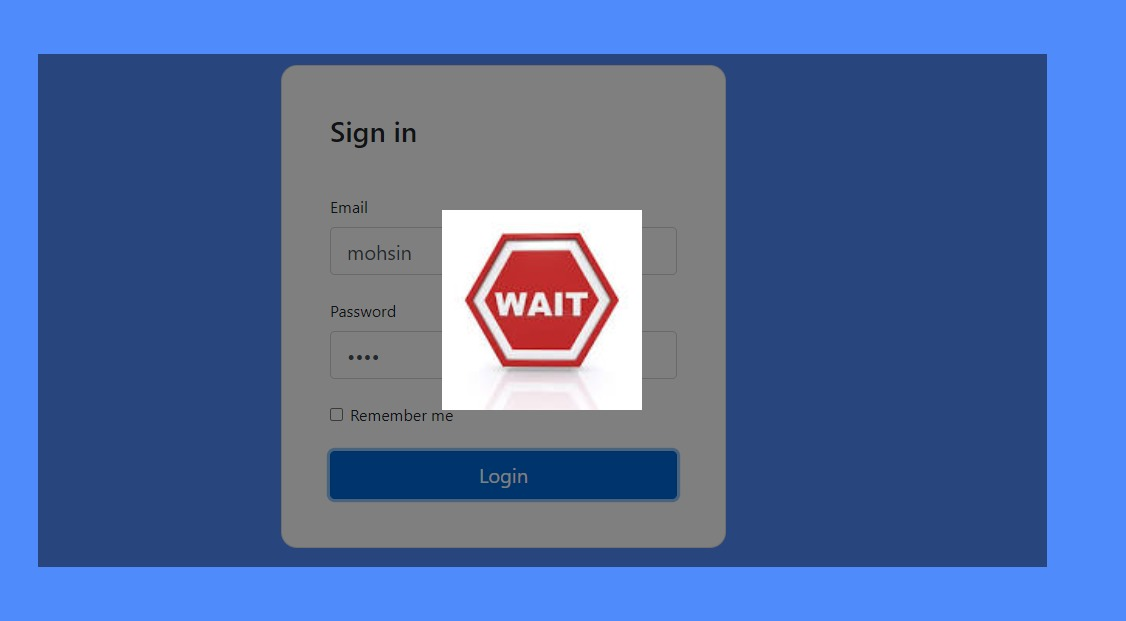 Sign in
Email
mohsin
WAIT
Password
••••
Remember me
Login